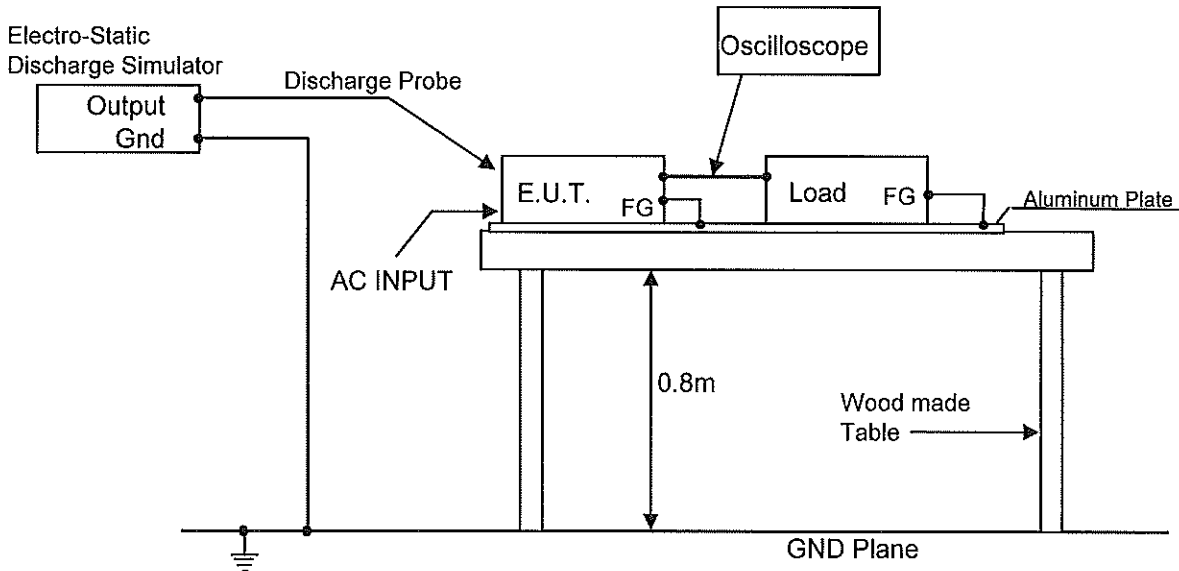 Electro-Static
Discharge Simulator
Output
Gnd
Discharge Probe
Oscilloscope
E.U.T.
FG
Load
FG
Aluminum Plate
AC INPUT
0.8m
Wood made
Table
GND Plane